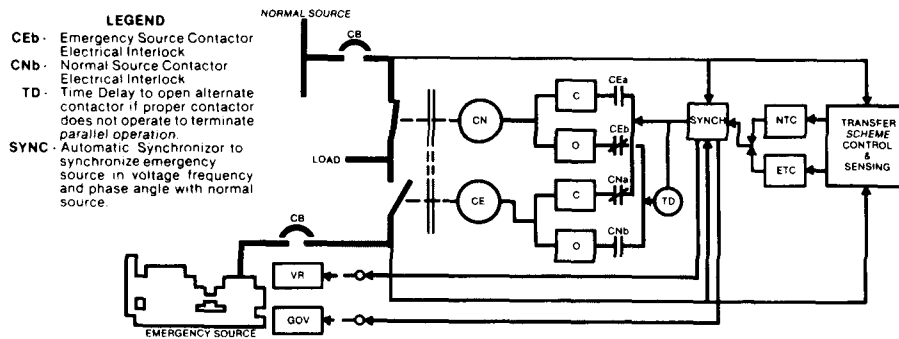 LEGEND
CEb - Emergency Source Contactor
Electrical Interlock
CNb - Normal Source Contactor
Electrical Interlock
TD - Time Delay to open alternate
contactor if proper contactor
does not operate to terminate
parallel operation.
SYNC - Automatic Synchronizor to
synchronize emergency
source in voltage frequency
and phase angle with normal
source.
NORMAL SOURCE
CB
LOAD
CN
CE
C
CEa
O
CEb
C
CNa
O
CNb
TD
SYNCH
NTC
ETC
TRANSFER
SCHEME
CONTROL
&
SENSING
CB
VR
GOV
EMERGENCY SOURCE